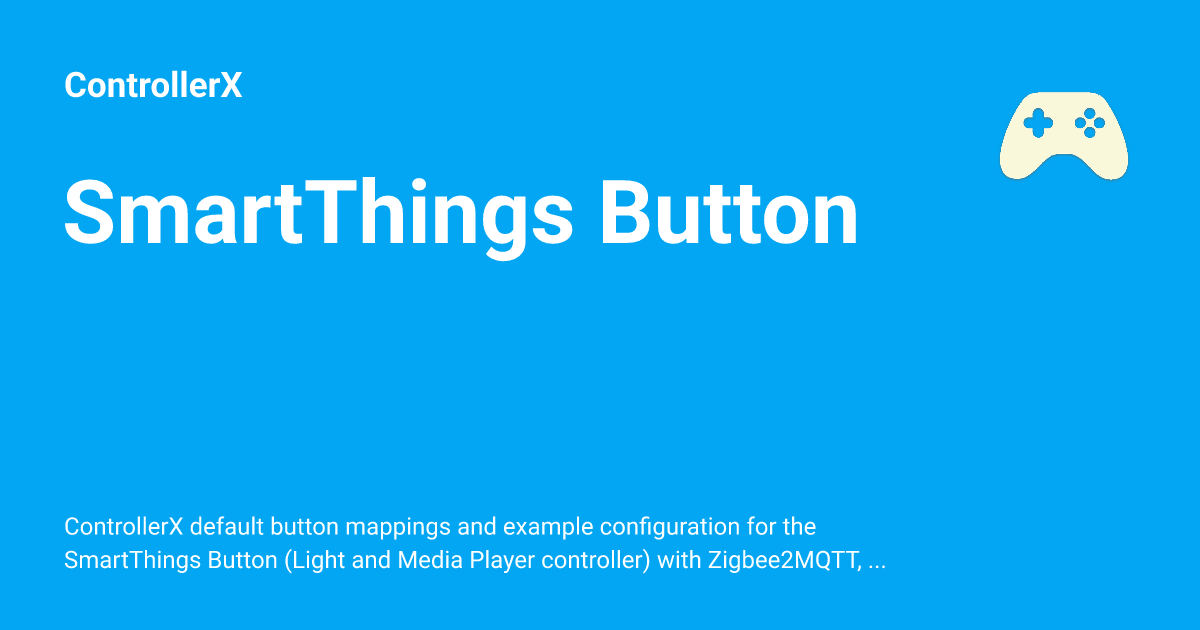 ControllerX
SmartThings Button
ControllerX default button mappings and example configuration for the
SmartThings Button (Light and Media Player controller) with Zigbee2MQTT, ...